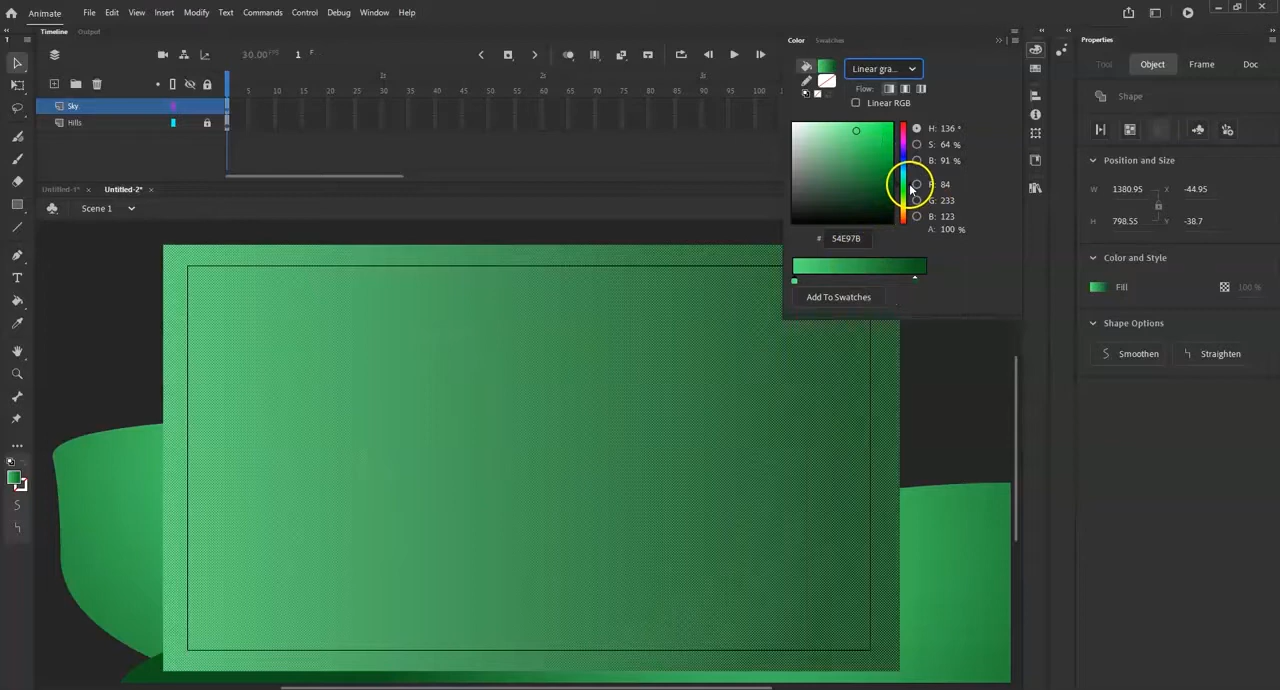 Animate File Edit View Insert Modify Text Commands Control Debug Window Help
Timeline Output
Color Swatches
Properties
30.00 FPS 1 F
Linear gra...
Tool Object Frame Doc
Flow:
1s 2s 3s
5 10 15 20 25 30 35 40 45 50 55 60 65 70 75 80 85 90 95 100
Linear RGB
Shape
Sky
Hills
H: 136 °
S: 64 %
B: 91 %
R: 84
G: 233
B: 123
A: 100 %
Position and Size
W 1380.95 X -44.95
H 798.55 Y -38.7
Untitled-1* × Untitled-2* ×
Scene 1
# 54E97B
Color and Style
Fill 100 %
Add To Swatches
Shape Options
Smoothen Straighten